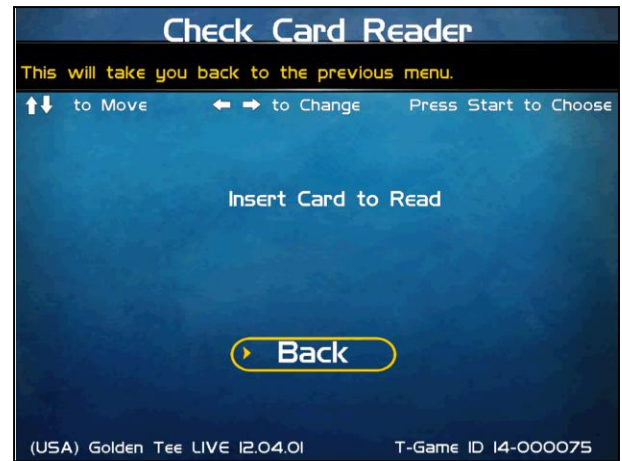 Check Card Reader
This will take you back to the previous menu.
to Move to Change Press Start to Choose
Insert Card to Read
Back
(USA) Golden Tee LIVE 12.04.01 T-Game ID 14-000075